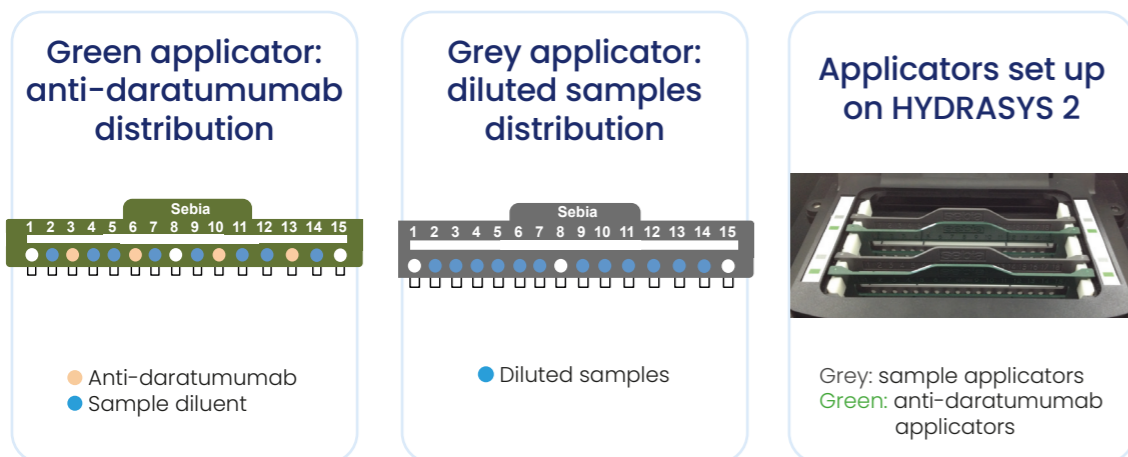 Green applicator:
anti-daratumumab
distribution
Sebia
1 2 3 4 5 6 7 8 9 10 11 12 13 14 15
Anti-daratumumab
Sample diluent
Grey applicator:
diluted samples
distribution
Sebia
1 2 3 4 5 6 7 8 9 10 11 12 13 14 15
Diluted samples
Applicators set up
on HYDRASYS 2
Grey: sample applicators
Green: anti-daratumumab
applicators